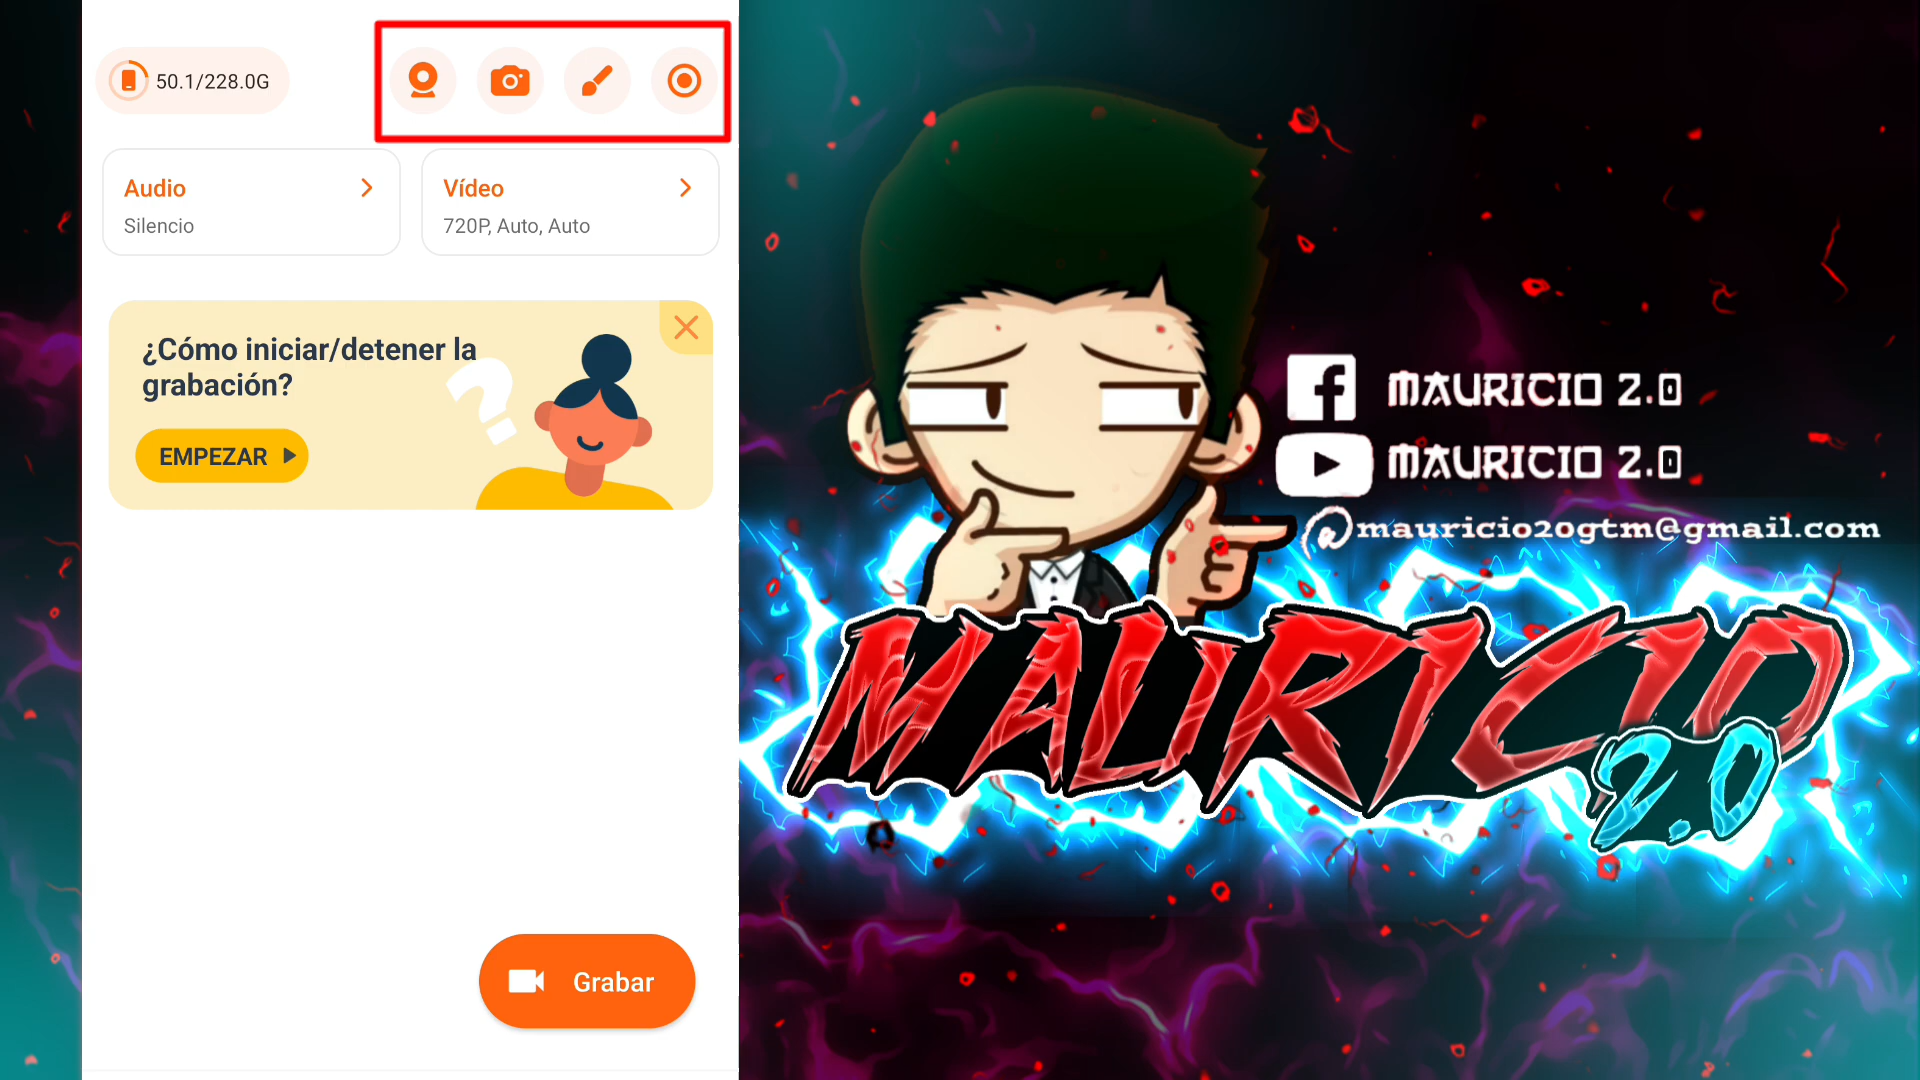 50.1/228.0G
Audio
Silencio
Vídeo
720P, Auto, Auto
¿Cómo iniciar/detener la
grabación?
EMPEZAR
Grabar
MAURICIO 2.0
MAURICIO 2.0
@mauricio20gtm@gmail.com
MAURICIO
2.0